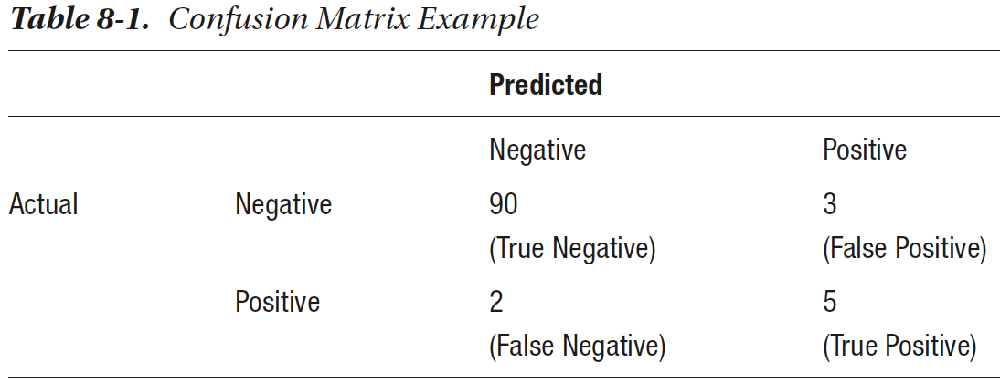 Table 8-1. Confusion Matrix Example
Predicted
Negative Positive
Actual Negative 90 3
(True Negative) (False Positive)
Positive 2 5
(False Negative) (True Positive)